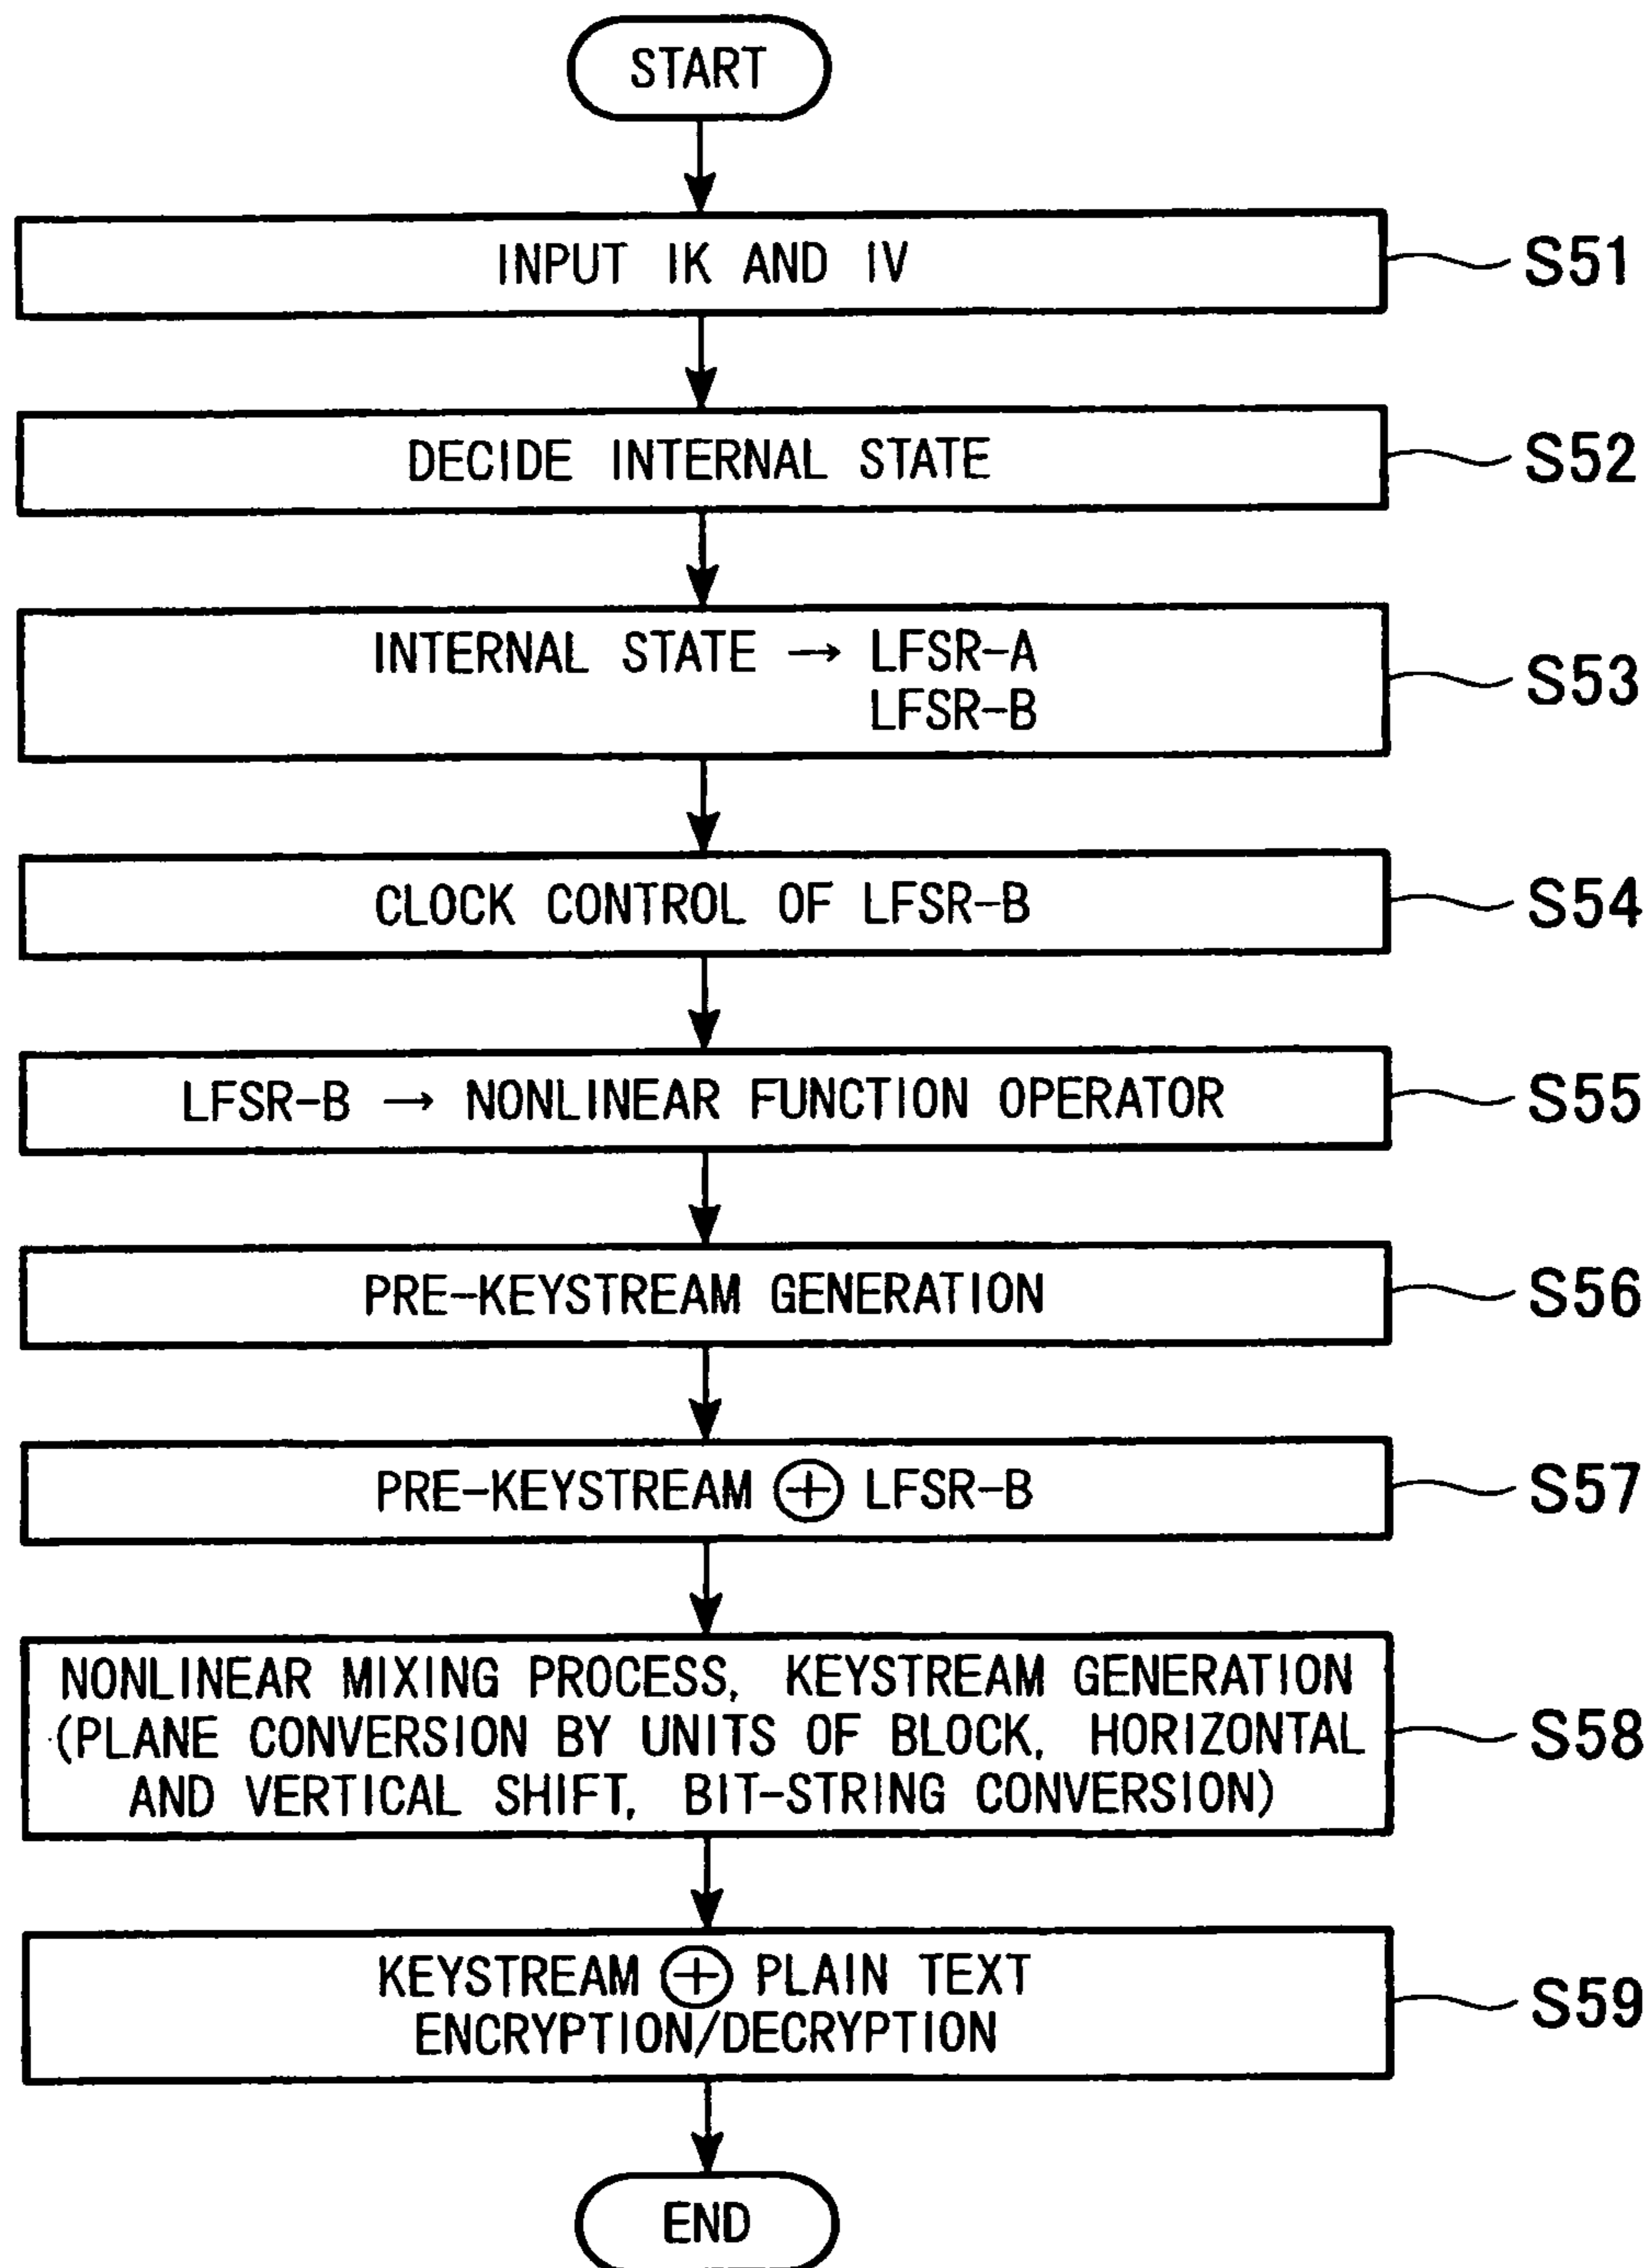 START
INPUT IK AND IV
S51
DECIDE INTERNAL STATE
S52
INTERNAL STATE → LFSR-A
LFSR-B
S53
CLOCK CONTROL OF LFSR-B
S54
LFSR-B → NONLINEAR FUNCTION OPERATOR
S55
PRE-KEYSTREAM GENERATION
S56
PRE-KEYSTREAM ⊕ LFSR-B
S57
NONLINEAR MIXING PROCESS, KEYSTREAM GENERATION
(PLANE CONVERSION BY UNITS OF BLOCK, HORIZONTAL
AND VERTICAL SHIFT, BIT-STRING CONVERSION)
S58
KEYSTREAM ⊕ PLAIN TEXT
ENCRYPTION/DECRYPTION
S59
END